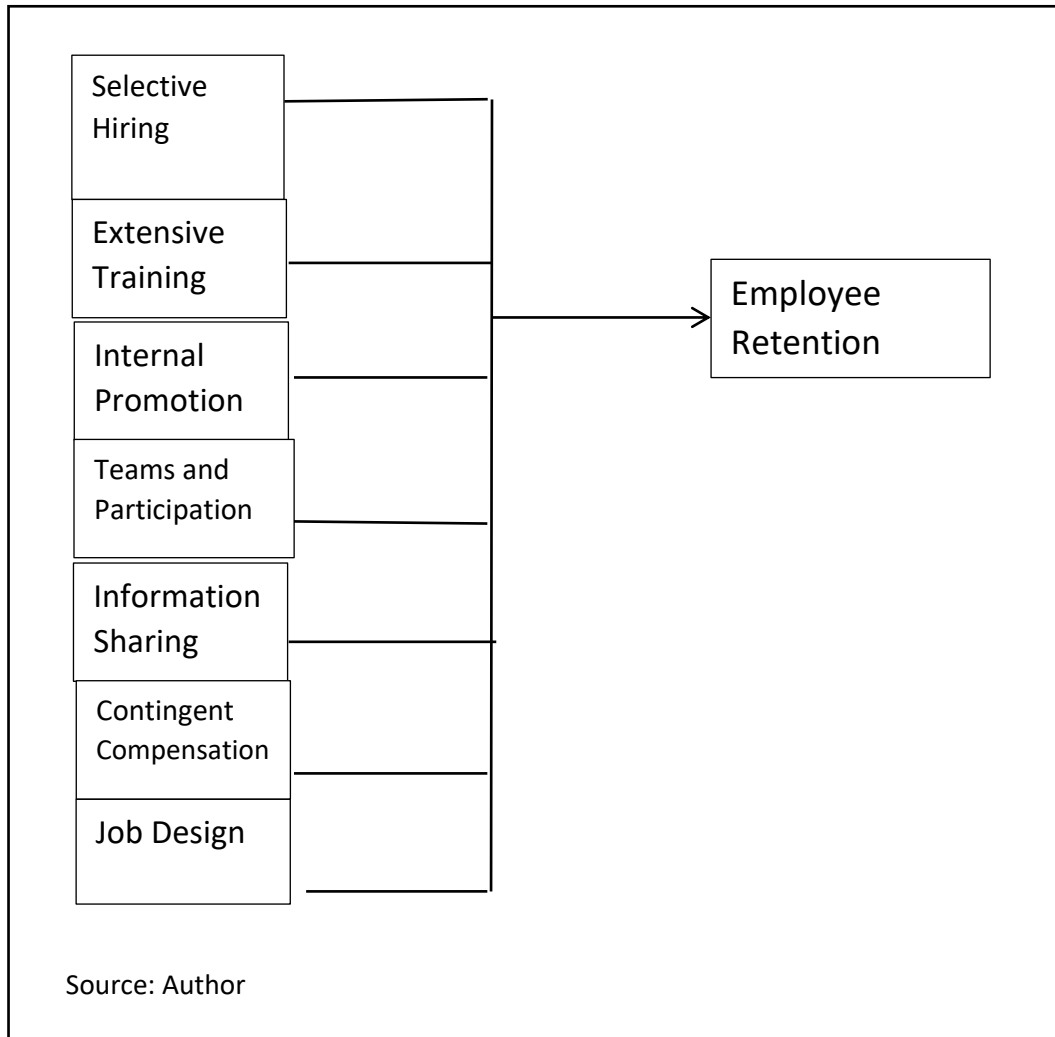 Selective
Hiring
Extensive
Training
Internal
Promotion
Teams and
Participation
Information
Sharing
Contingent
Compensation
Job Design
Employee
Retention
Source: Author